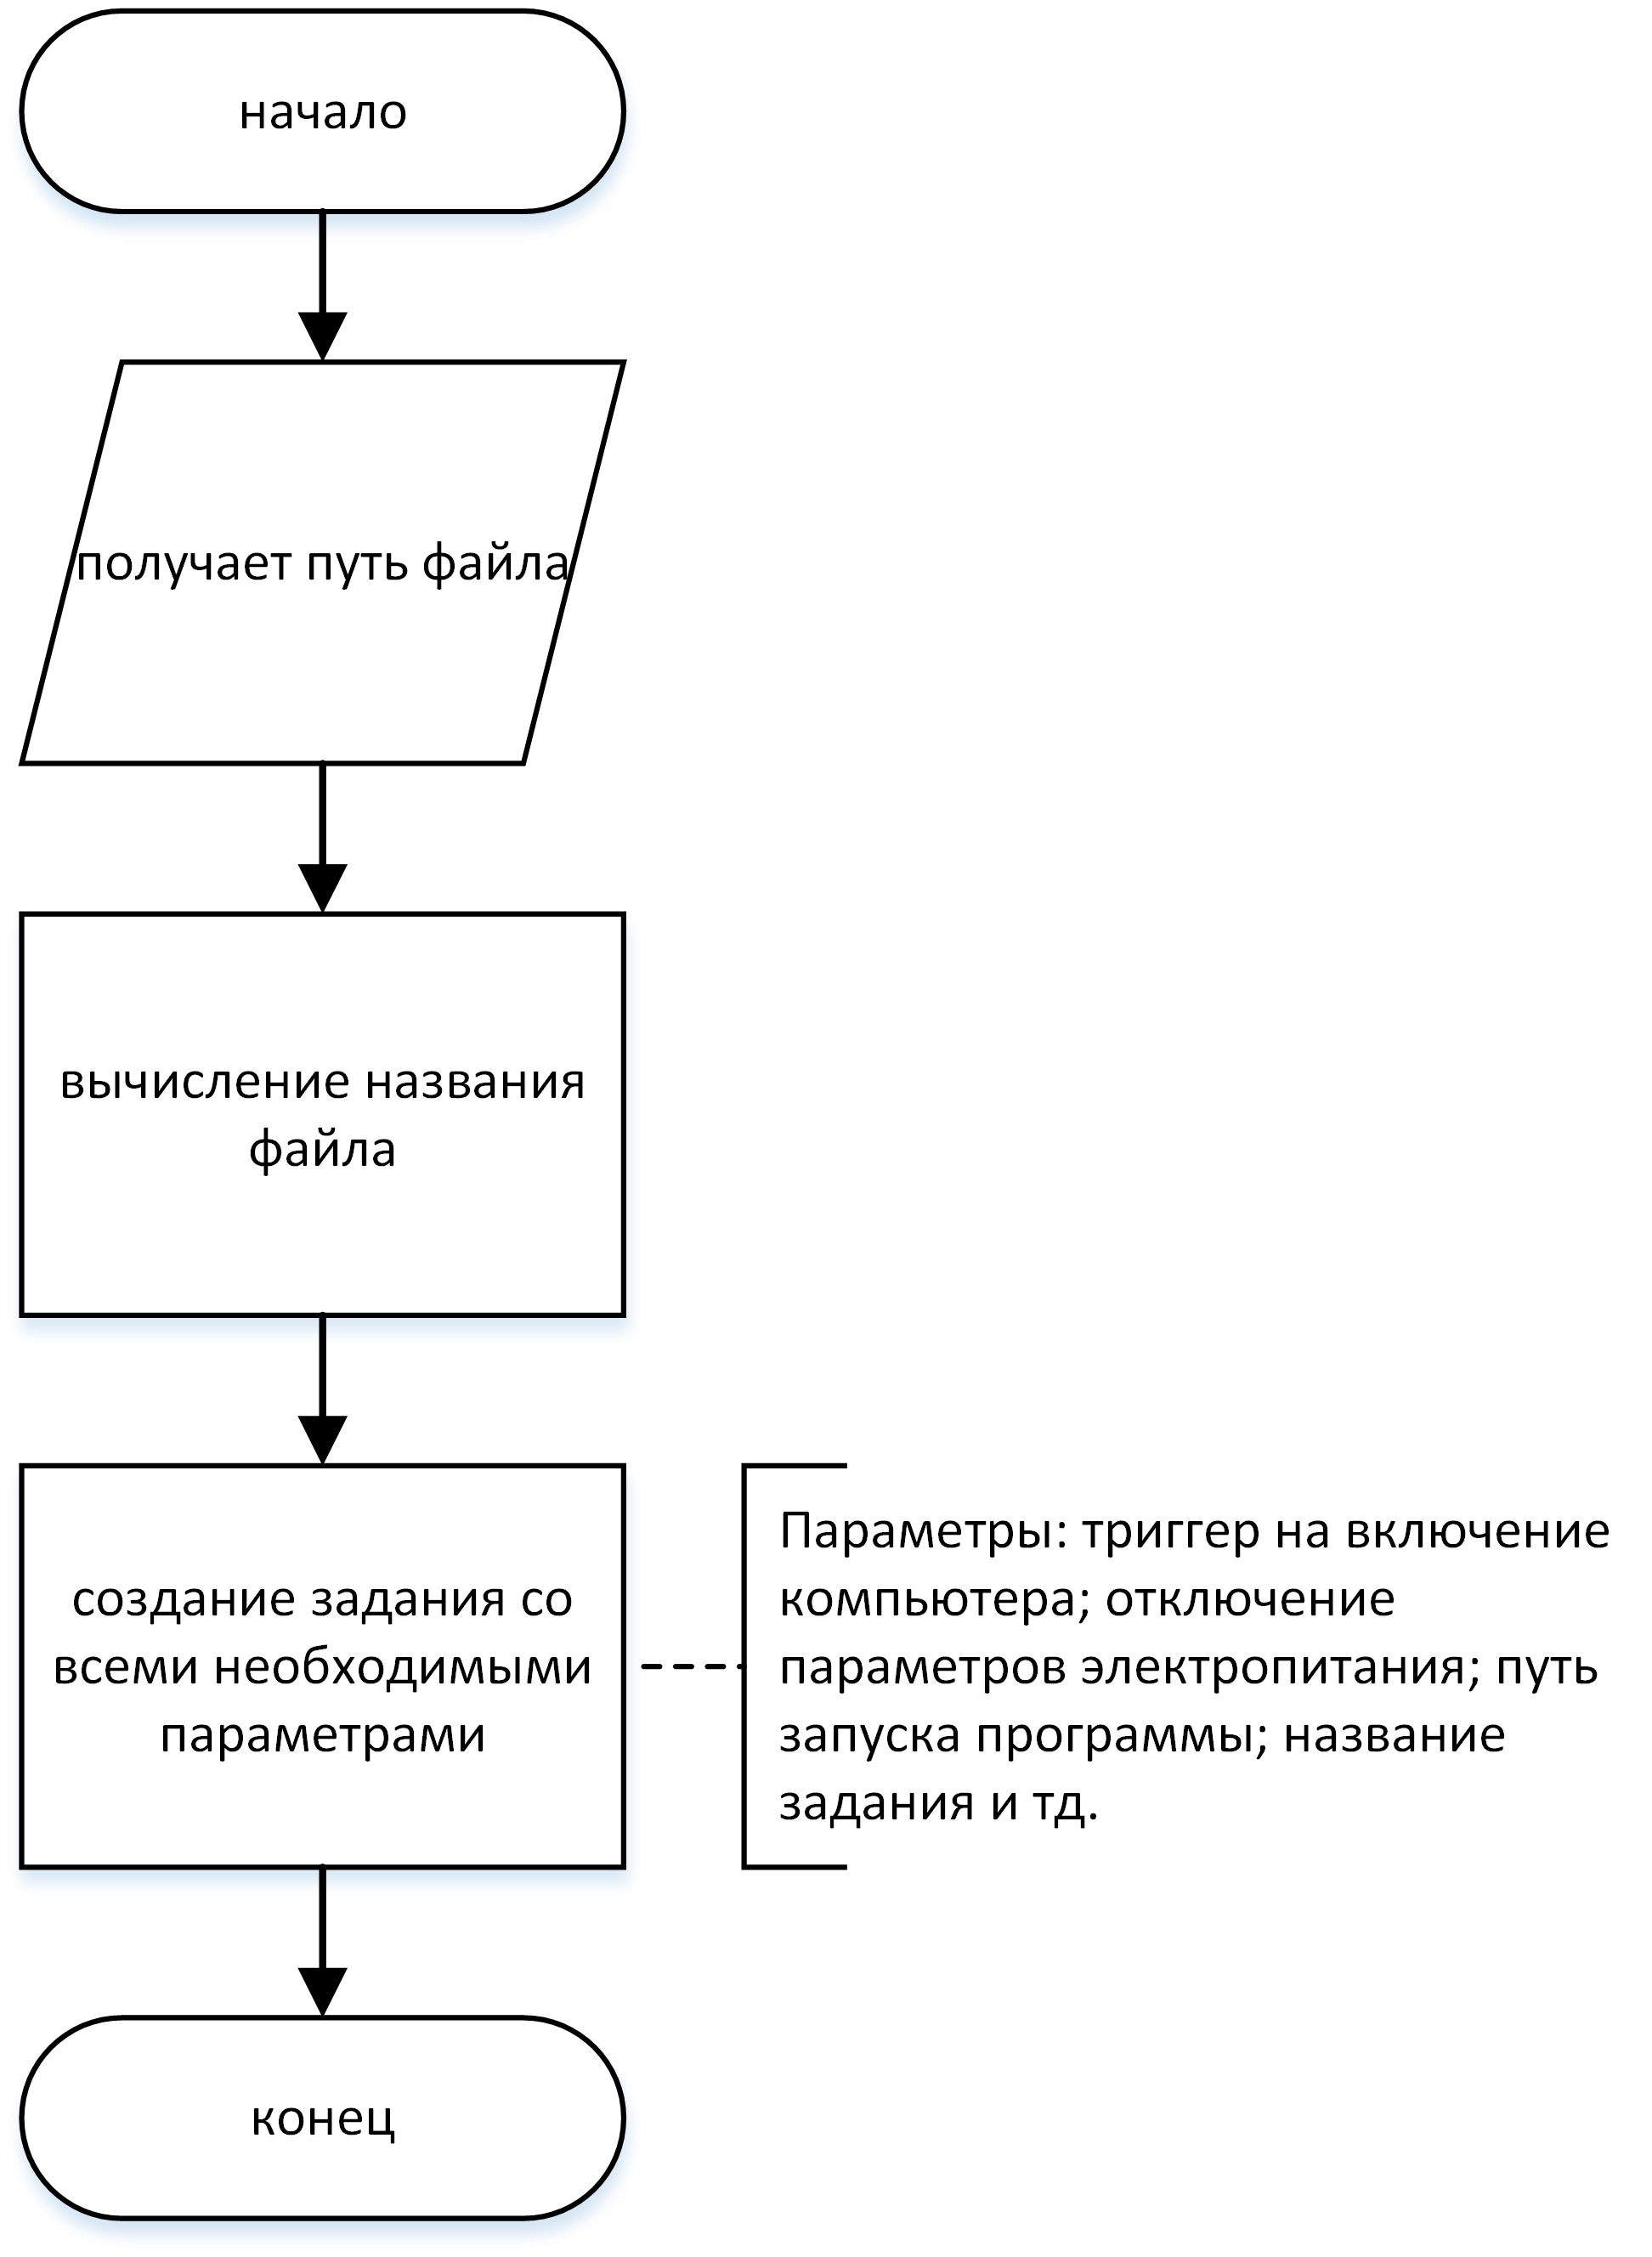 начало
получает путь файла
вычисление названия
файла
создание задания со
всеми необходимыми
параметрами
Параметры: триггер на включение
компьютера; отключение
параметров электропитания; путь
запуска программы; название
задания и тд.
конец